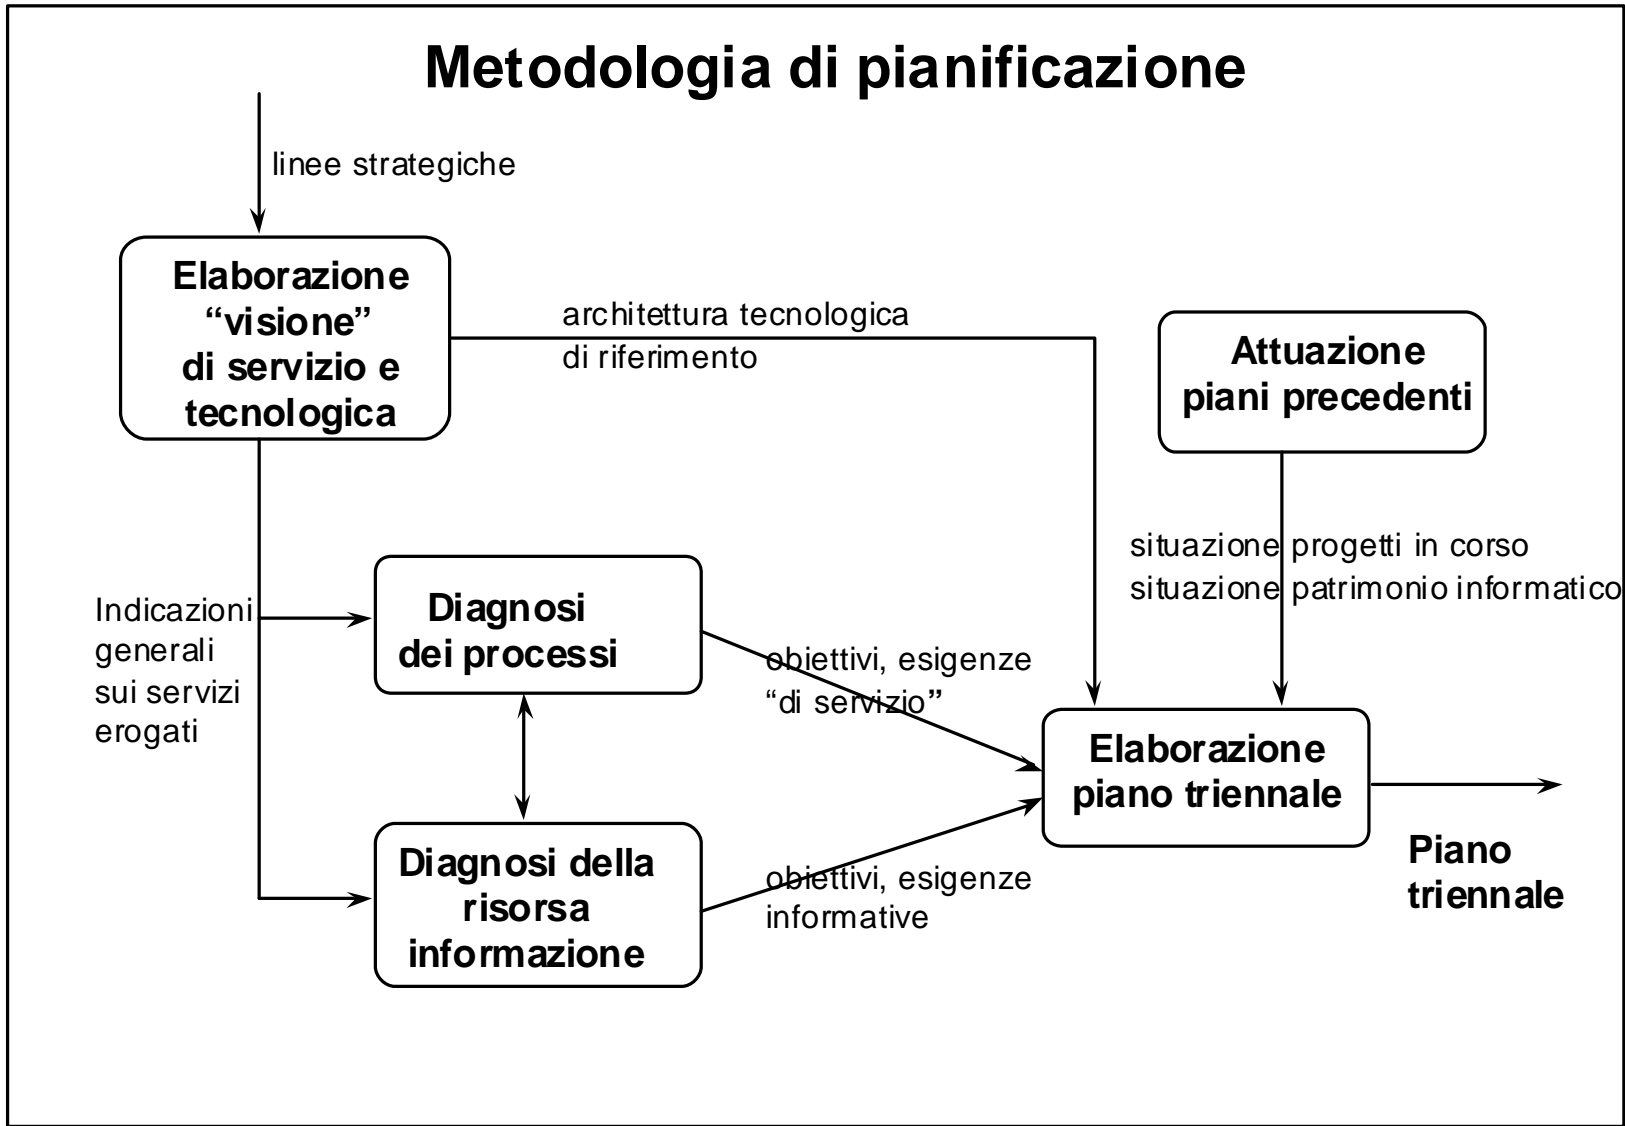 Metodologia di pianificazione
linee strategiche
Elaborazione
“visione”
di servizio e
tecnologica
architettura tecnologica
di riferimento
Attuazione
piani precedenti
situazione progetti in corso
situazione patrimonio informatico
Indicazioni
generali
sui servizi
erogati
Diagnosi
dei processi
obiettivi, esigenze
“di servizio”
Elaborazione
piano triennale
Diagnosi della
risorsa
informazione
obiettivi, esigenze
informative
Piano
triennale